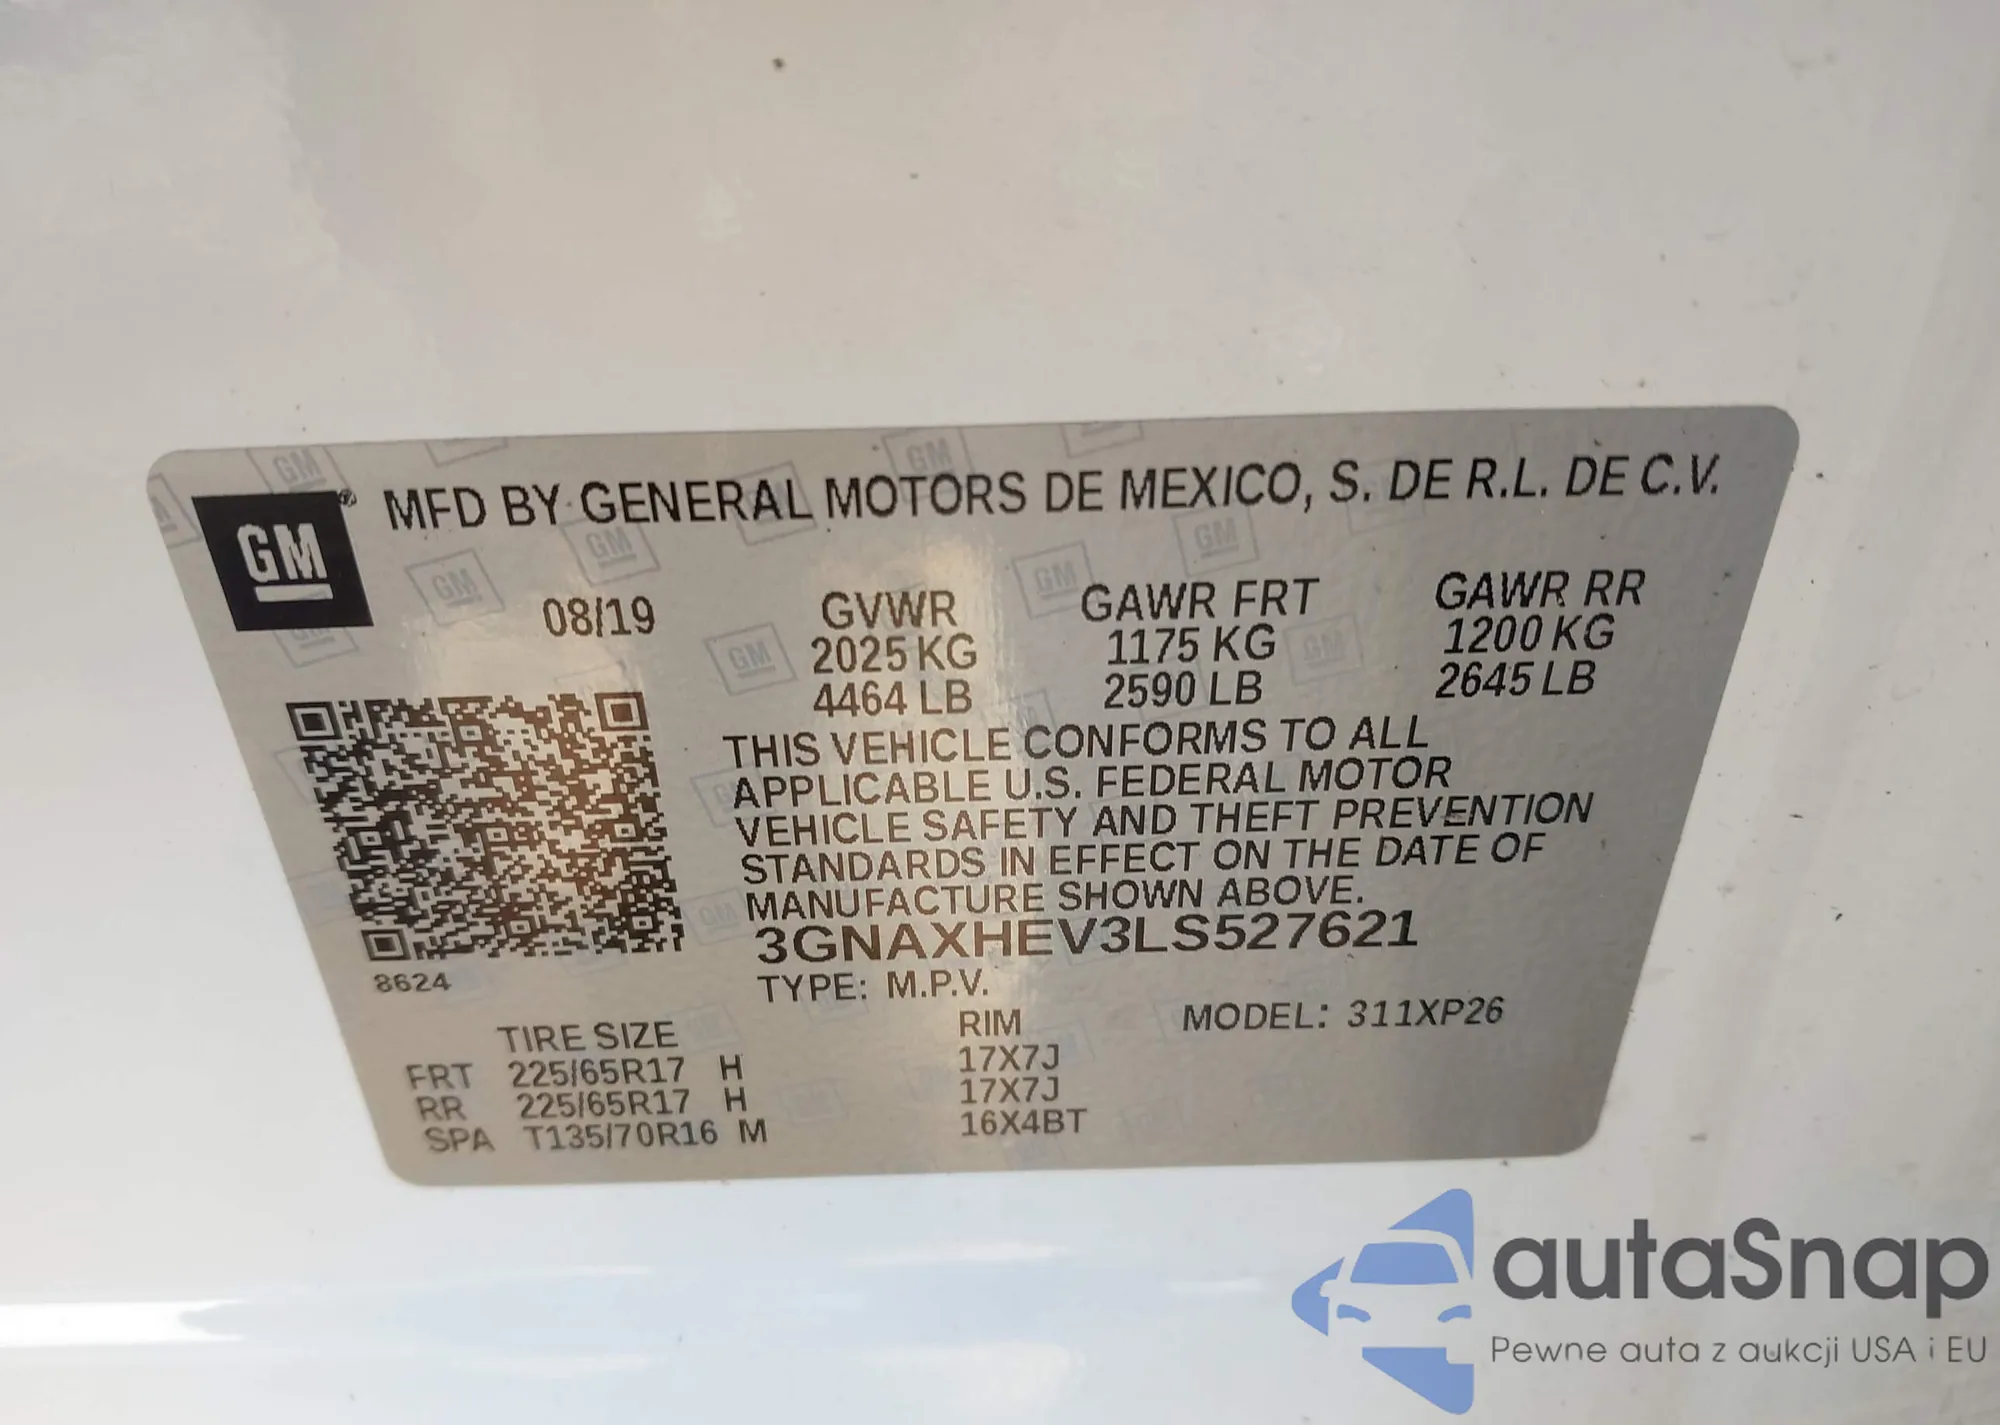 GM
MFD BY GENERAL MOTORS DE MEXICO, S. DE R.L. DE C.V.
08/19 GVWR GAWR FRT GAWR RR
2025 KG 1175 KG 1200 KG
4464 LB 2590 LB 2645 LB
THIS VEHICLE CONFORMS TO ALL
APPLICABLE U.S. FEDERAL MOTOR
VEHICLE SAFETY AND THEFT PREVENTION
STANDARDS IN EFFECT ON THE DATE OF
MANUFACTURE SHOWN ABOVE.
3GNAXHEV3LS527621
8624
TYPE: M.P.V.
MODEL: 311XP26
TIRE SIZE RIM
FRT 225/65R17 H 17X7J
RR 225/65R17 H 17X7J
SPA T135/70R16 M 16X4BT
autaSnap
Pewne auta z aukcji USA i EU